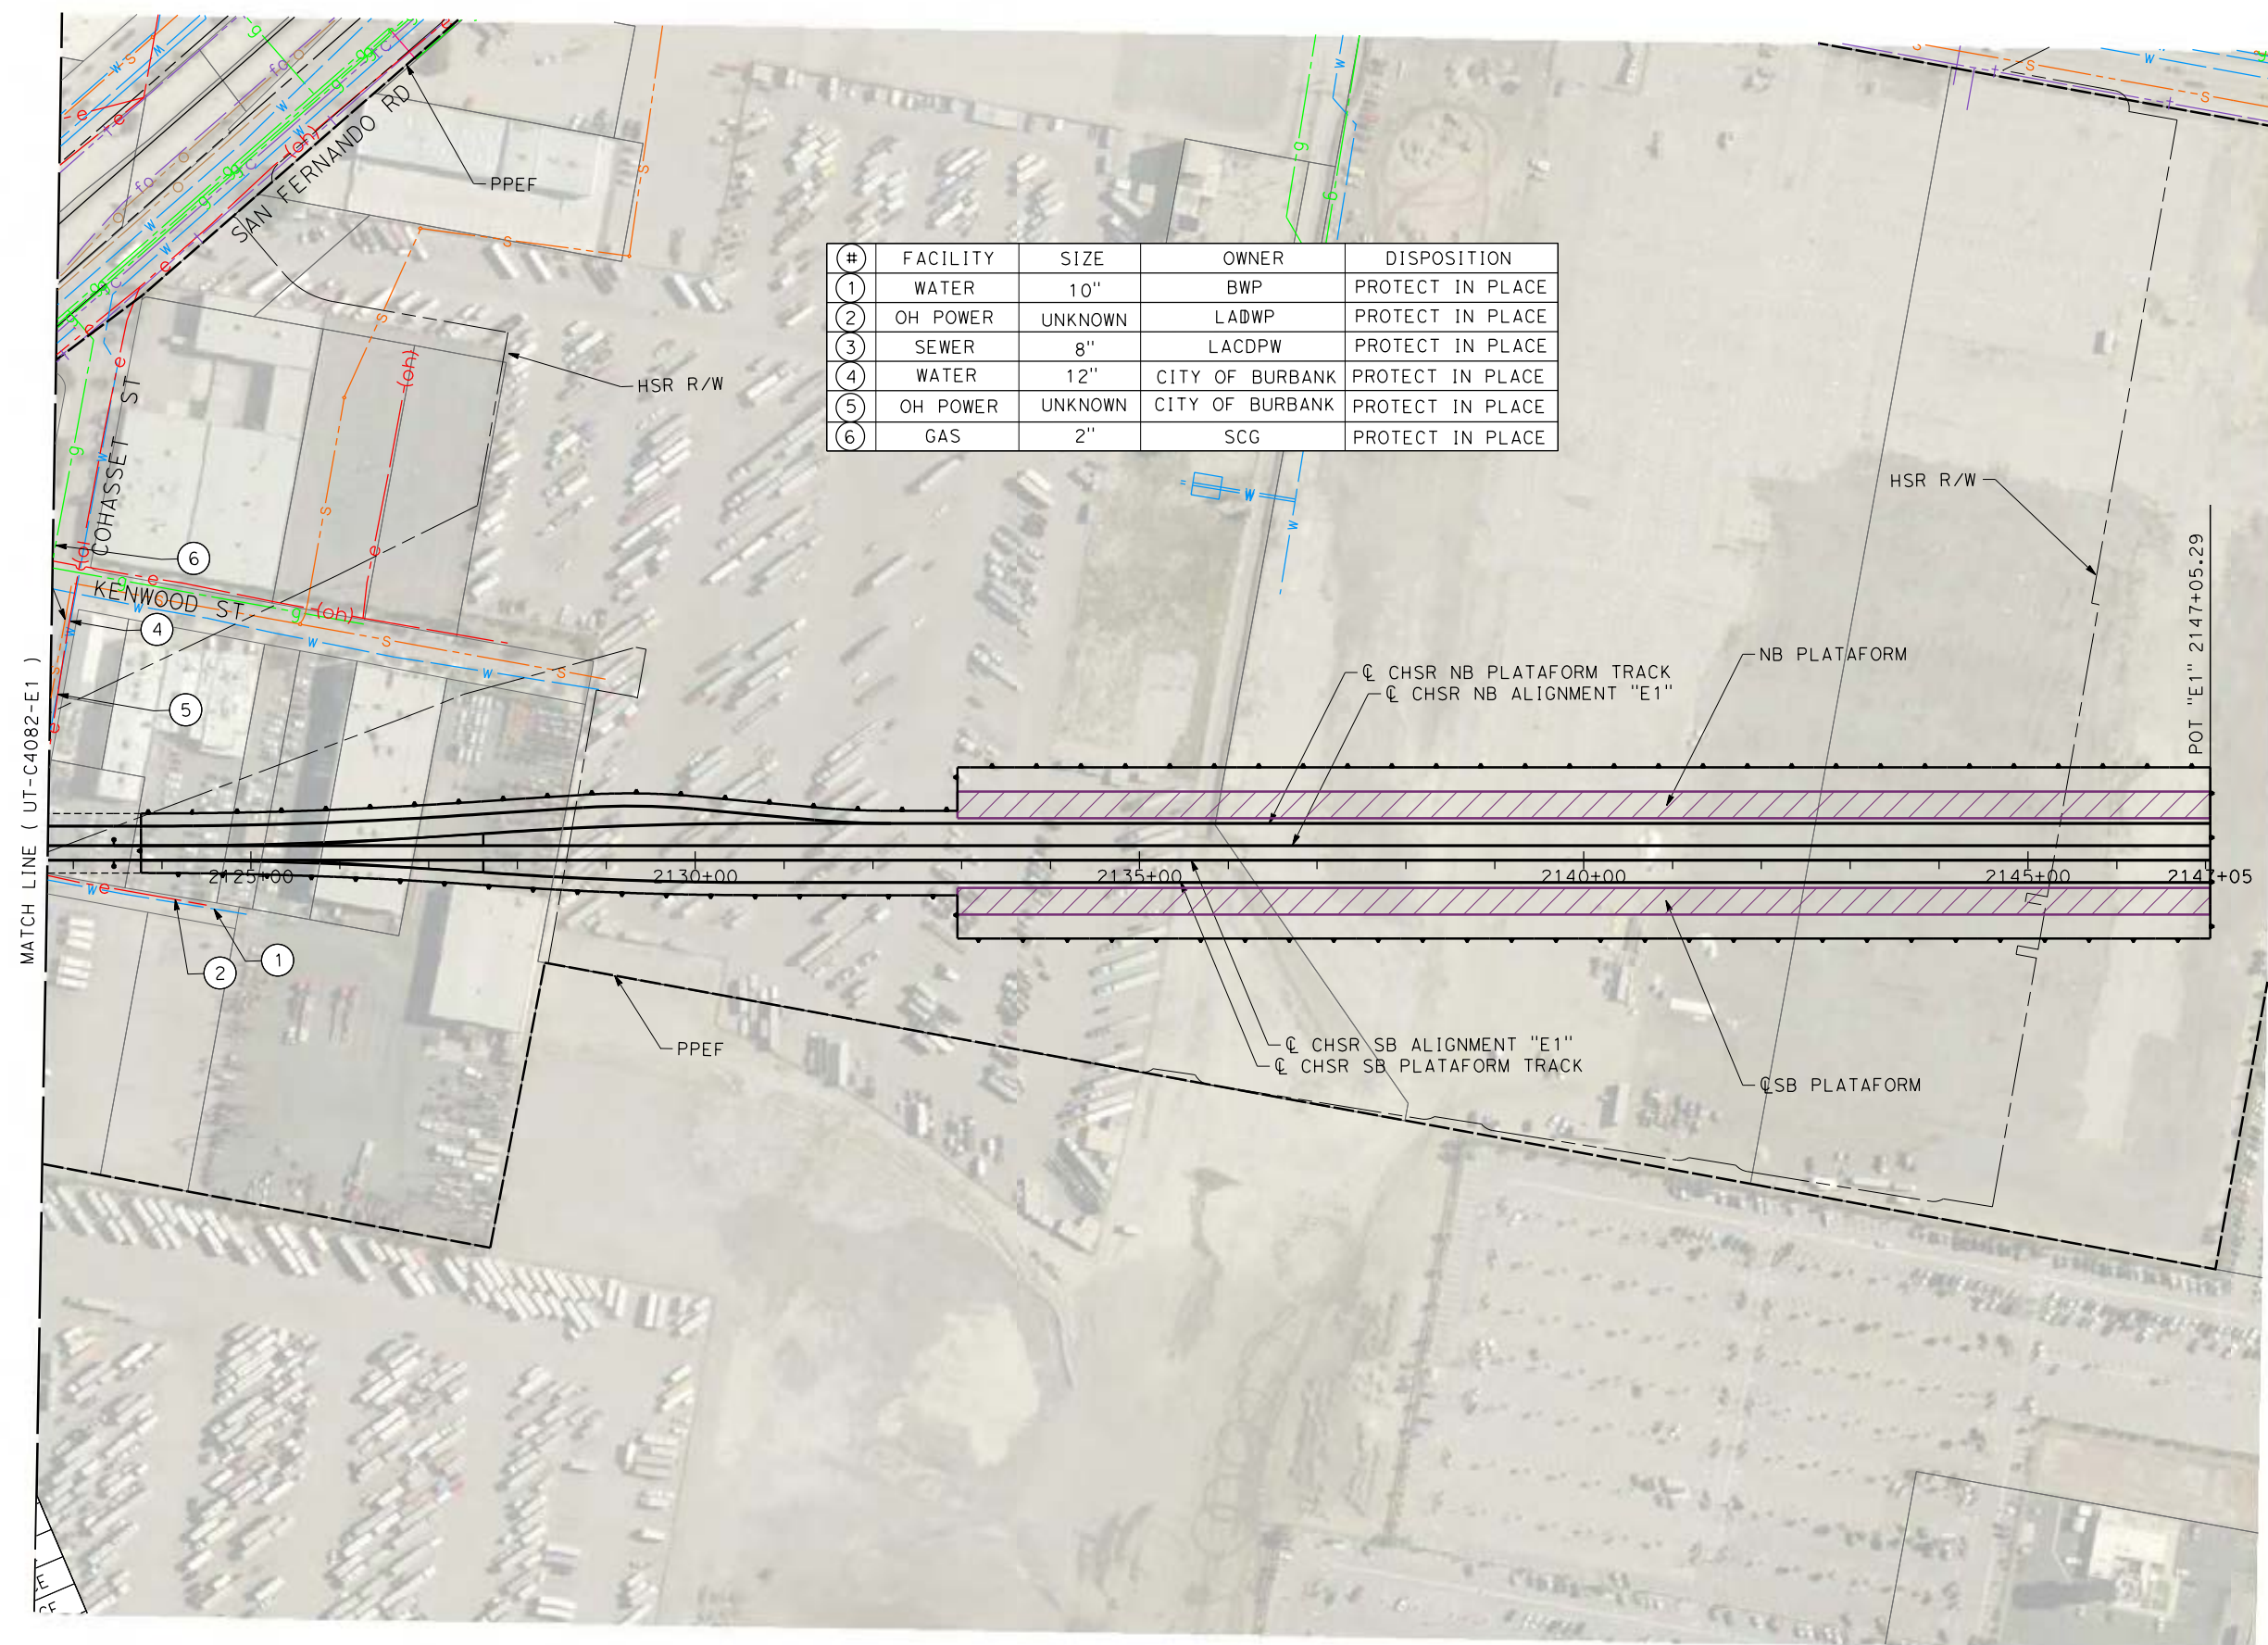 SAN FERNANDO RD
PPEF
# FACILITY SIZE OWNER DISPOSITION
1 WATER 10" BWP PROTECT IN PLACE
2 OH POWER UNKNOWN LADWP PROTECT IN PLACE
3 SEWER 8" LACDPW PROTECT IN PLACE
4 WATER 12" CITY OF BURBANK PROTECT IN PLACE
5 OH POWER UNKNOWN CITY OF BURBANK PROTECT IN PLACE
6 GAS 2" SCG PROTECT IN PLACE
HSR R/W
COHASSET ST
(oh)
HSR R/W
6
KENWOOD ST
(oh)
4
5
POT "E1" 2147+05.29
MATCH LINE ( UT-C4082-E1 )
NB PLATAFORM
℄ CHSR NB PLATAFORM TRACK
℄ CHSR NB ALIGNMENT "E1"
2125+00
2130+00
2135+00
2140+00
2145+00
2147+05
1
2
PPEF
℄ CHSR SB ALIGNMENT "E1"
℄ CHSR SB PLATAFORM TRACK
℄SB PLATAFORM